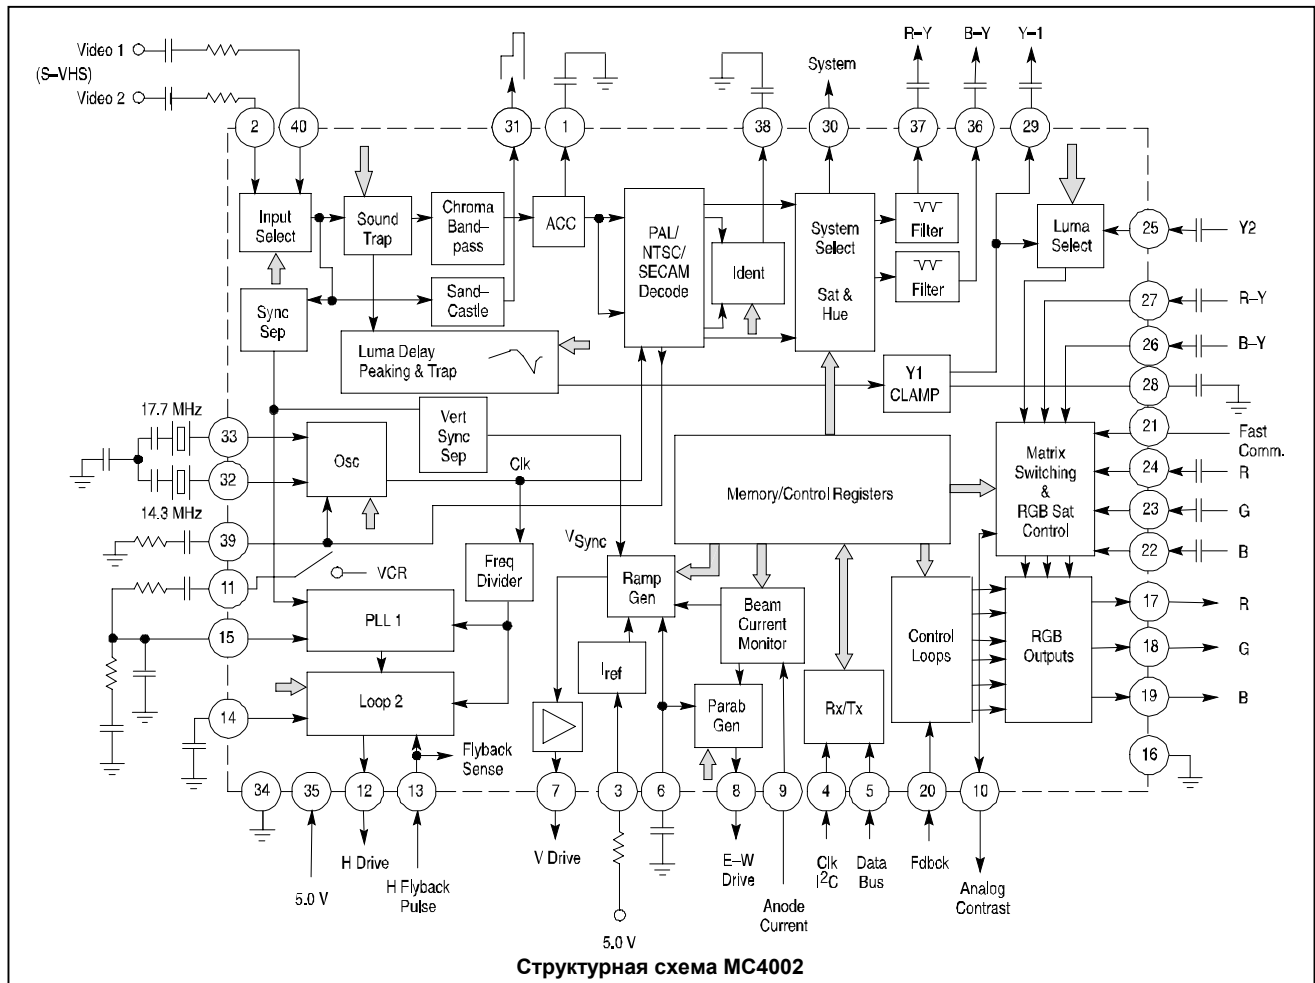 Video 1
(S–VHS)
Video 2
R–Y
B–Y
Y–1
System
2
40
31
1
38
30
37
36
29
Input
Select
Sound
Trap
Chroma
Band–
pass
ACC
PAL/
NTSC/
SECAM
Decode
Ident
System
Select
Sat &
Hue
Filter
Filter
Luma
Select
25
Y2
Sync
Sep
Sand–
Castle
Luma Delay
Peaking & Trap
Y1
CLAMP
27
R–Y
26
B–Y
28
17.7 MHz
33
32
14.3 MHz
Osc
Vert
Sync
Sep
Clk
Memory/Control Registers
Matrix
Switching
&
RGB Sat
Control
21
Fast
Comm.
24
R
23
G
22
B
39
11
VCR
15
PLL 1
Freq
Divider
VSync
Ramp
Gen
Beam
Current
Monitor
Control
Loops
RGB
Outputs
17
R
18
G
19
B
14
Loop 2
Iref
Parab
Gen
Rx/Tx
Flyback
Sense
16
34
35
12
13
7
3
6
8
9
4
5
20
10
5.0 V
H Drive
H Flyback
Pulse
V Drive
5.0 V
E–W
Drive
Anode
Current
Clk
I2C
Data
Bus
Fdbck
Analog
Contrast
Структурная схема MC4002